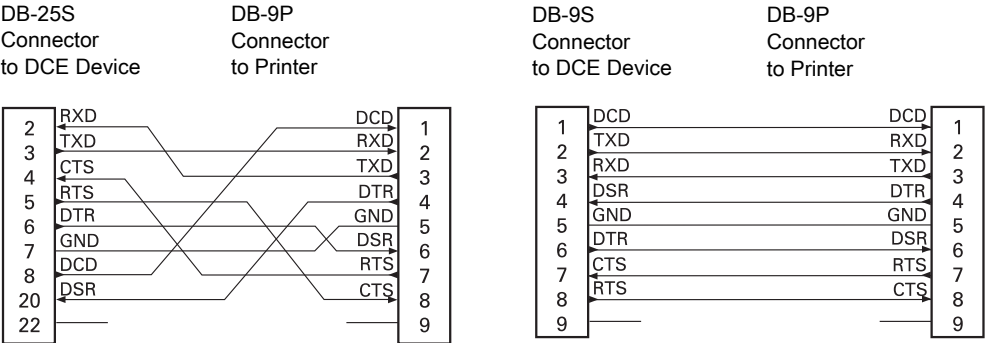 DB-25S
Connector
to DCE Device
DB-9P
Connector
to Printer
2 RXD DCD 1
3 TXD RXD 2
4 CTS TXD 3
5 RTS DTR 4
6 DTR GND 5
7 GND DSR 6
8 DCD RTS 7
20 DSR CTS 8
22 9
DB-9S
Connector
to DCE Device
DB-9P
Connector
to Printer
1 DCD DCD 1
2 TXD RXD 2
3 RXD TXD 3
4 DSR DTR 4
5 GND GND 5
6 DTR DSR 6
7 CTS RTS 7
8 RTS CTS 8
9 9